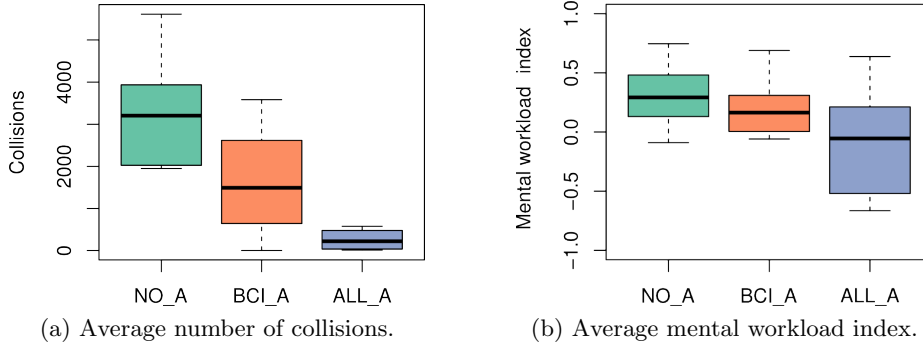 Collisions
0
2000
4000
NO_A
BCI_A
ALL_A
(a) Average number of collisions.
Mental workload index
1.0
0.5
0.0
−0.5
−1.0
NO_A
BCI_A
ALL_A
(b) Average mental workload index.